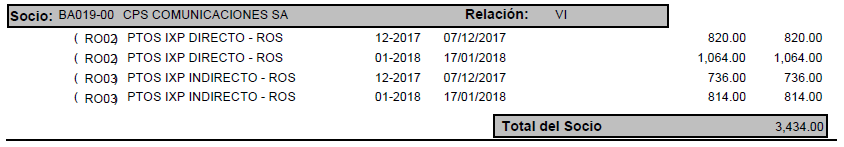 Socio: BA019-00 CPS COMUNICACIONES SA Relación: VI
( RO02) PTOS IXP DIRECTO - ROS 12-2017 07/12/2017 820.00 820.00
( RO02) PTOS IXP DIRECTO - ROS 01-2018 17/01/2018 1,064.00 1,064.00
( RO03) PTOS IXP INDIRECTO - ROS 12-2017 07/12/2017 736.00 736.00
( RO03) PTOS IXP INDIRECTO - ROS 01-2018 17/01/2018 814.00 814.00
Total del Socio 3,434.00